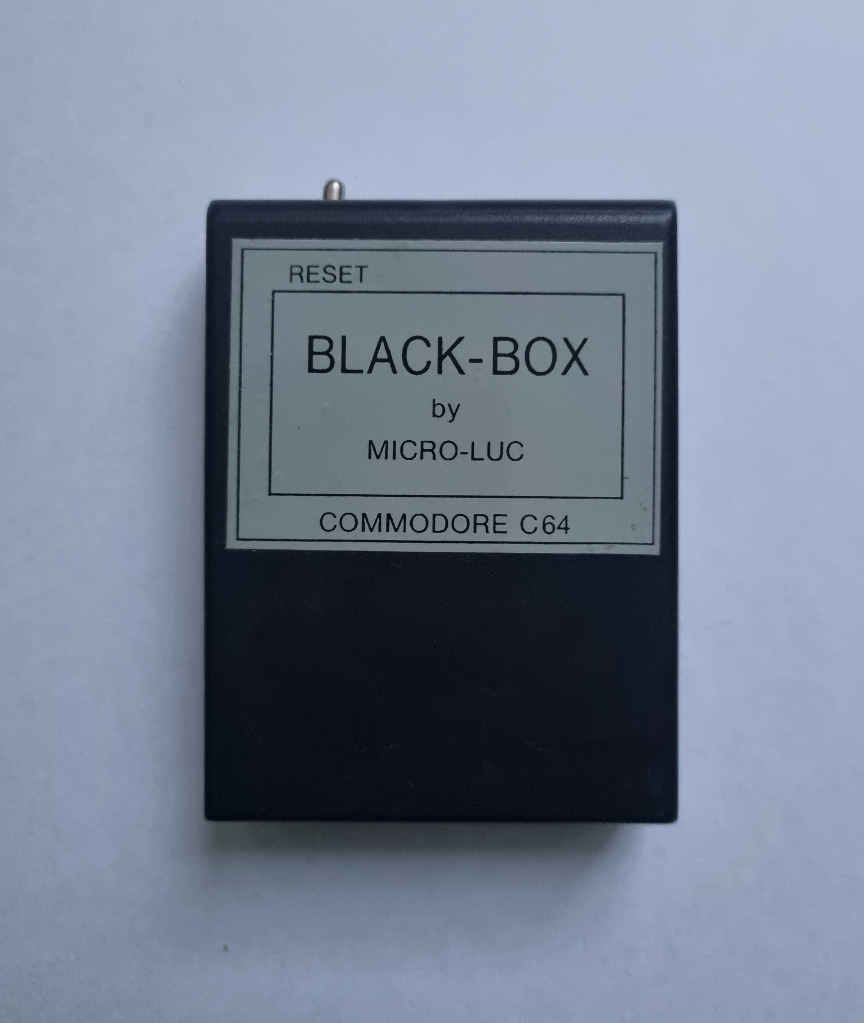 RESET
BLACK-BOX
by
MICRO-LUC
COMMODORE C64